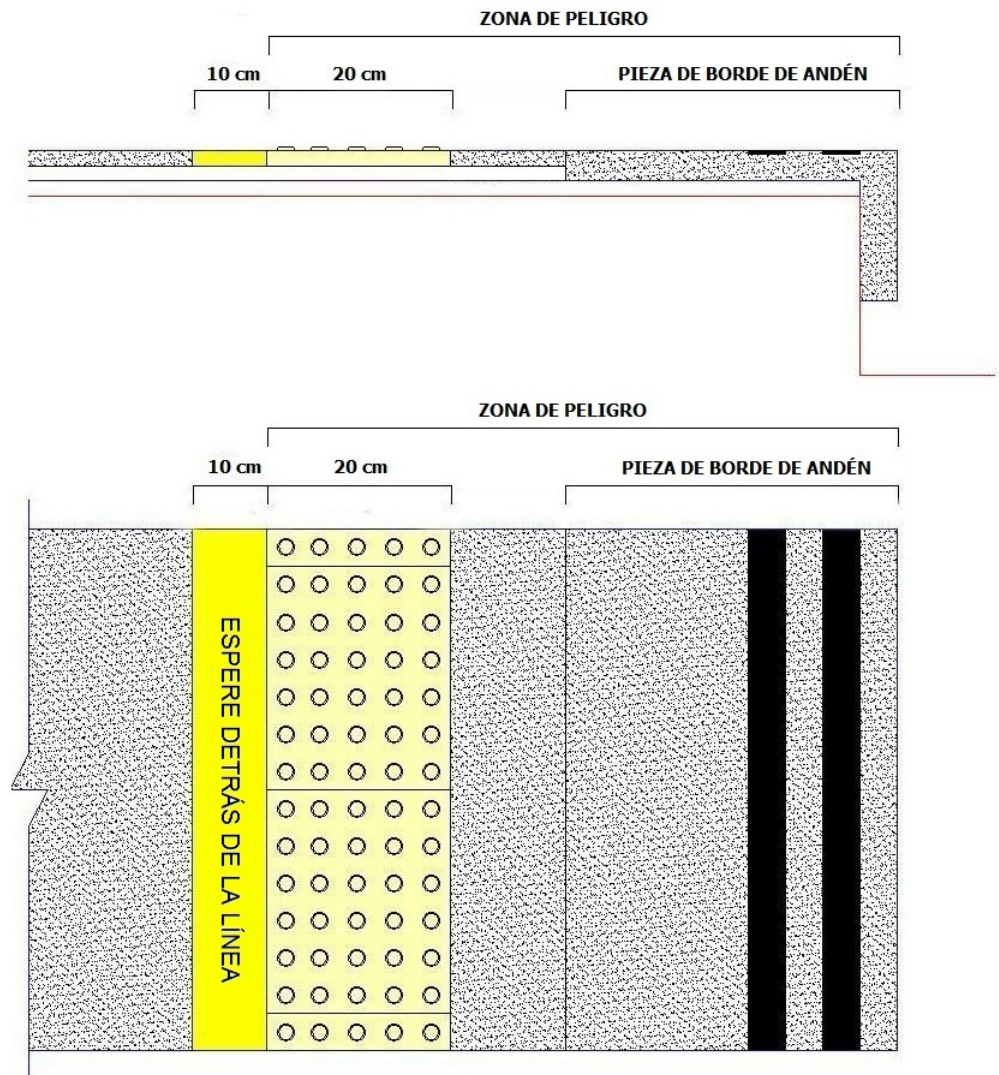 ZONA DE PELIGRO
10 cm 20 cm PIEZA DE BORDE DE ANDÉN
ZONA DE PELIGRO
10 cm 20 cm PIEZA DE BORDE DE ANDÉN
ESPERE DETRÁS DE LA LÍNEA